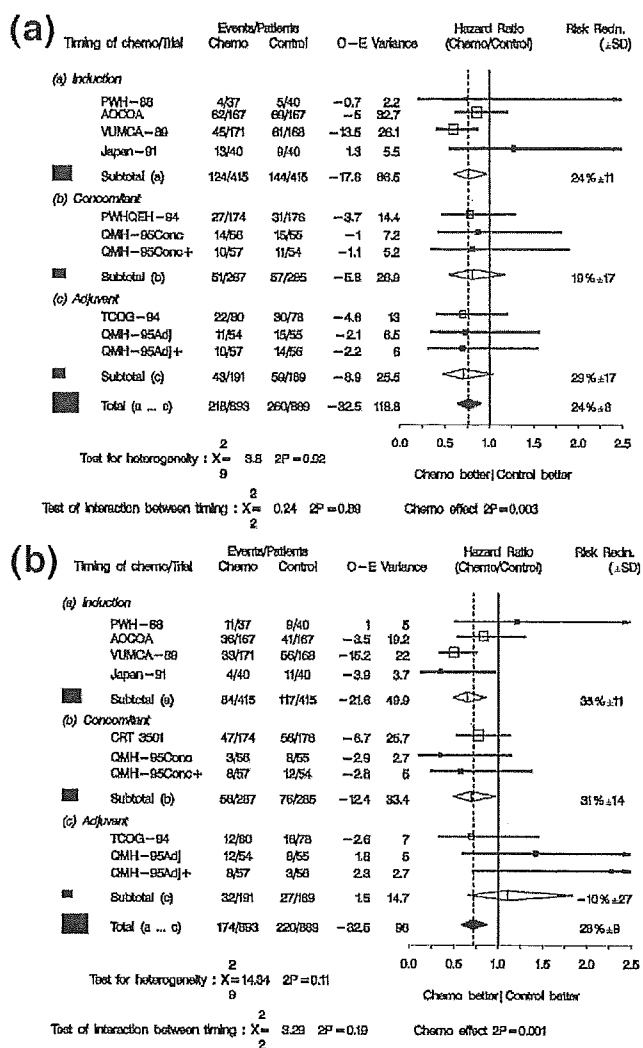 (a)
Events/Patients Hazard Ratio Risk Redn.
Timing of chemo/Trial Chemo Control O-E Variance (Chemo/Control) (±SD)
(a) Induction
PWH-88 4/37 5/40 -0.7 2.2
AOCOA 62/167 69/167 -5 32.7
VUMCA-89 45/171 61/168 -13.5 26.1
Japan-91 13/40 9/40 1.3 5.5
Subtotal (a) 124/415 144/415 -17.8 66.5 24%±11
(b) Concomitant
PWHQEH-94 27/174 31/176 -3.7 14.4
QMH-95Conc 14/56 15/55 -1 7.2
QMH-95Conc+ 10/57 11/54 -1.1 5.2
Subtotal (b) 51/287 57/285 -5.8 26.9 19%±17
(c) Adjuvant
TCOG-94 22/80 30/78 -4.6 13
QMH-95Adj 11/54 15/55 -2.1 6.5
QMH-95Adj+ 10/57 14/56 -2.2 6
Subtotal (c) 43/191 59/189 -8.9 25.5 29%±17
Total (a ... c) 218/893 260/889 -32.5 118.8 24%±8
0.0 0.5 1.0 1.5 2.0 2.5
2
Test for heterogeneity : X= 3.8 2P=0.92 Chemo better|Control better
9
2
Test of interaction between timing : X= 0.24 2P=0.89 Chemo effect 2P=0.003
2
(b)
Events/Patients Hazard Ratio Risk Redn.
Timing of chemo/Trial Chemo Control O-E Variance (Chemo/Control) (±SD)
(a) Induction
PWH-88 11/37 9/40 1 5
AOCOA 36/167 41/167 -3.5 19.2
VUMCA-89 33/171 56/168 -15.2 22
Japan-91 4/40 11/40 -3.9 3.7
Subtotal (a) 84/415 117/415 -21.6 49.9 35%±11
(b) Concomitant
CRT 3501 47/174 56/176 -6.7 25.7
QMH-95Conc 3/56 8/55 -2.9 2.7
QMH-95Conc+ 8/57 12/54 -2.8 5
Subtotal (b) 58/287 76/285 -12.4 33.4 31%±14
(c) Adjuvant
TCOG-94 12/80 16/78 -2.6 7
QMH-95Adj 12/54 8/55 1.8 5
QMH-95Adj+ 8/57 3/56 2.3 2.7
Subtotal (c) 32/191 27/189 1.5 14.7 -10%±27
Total (a ... c) 174/893 220/889 -32.5 98 28%±9
0.0 0.5 1.0 1.5 2.0 2.5
2
Test for heterogeneity : X=14.34 2P=0.11 Chemo better|Control better
9
2
Test of interaction between timing : X= 3.29 2P=0.19 Chemo effect 2P=0.001
2